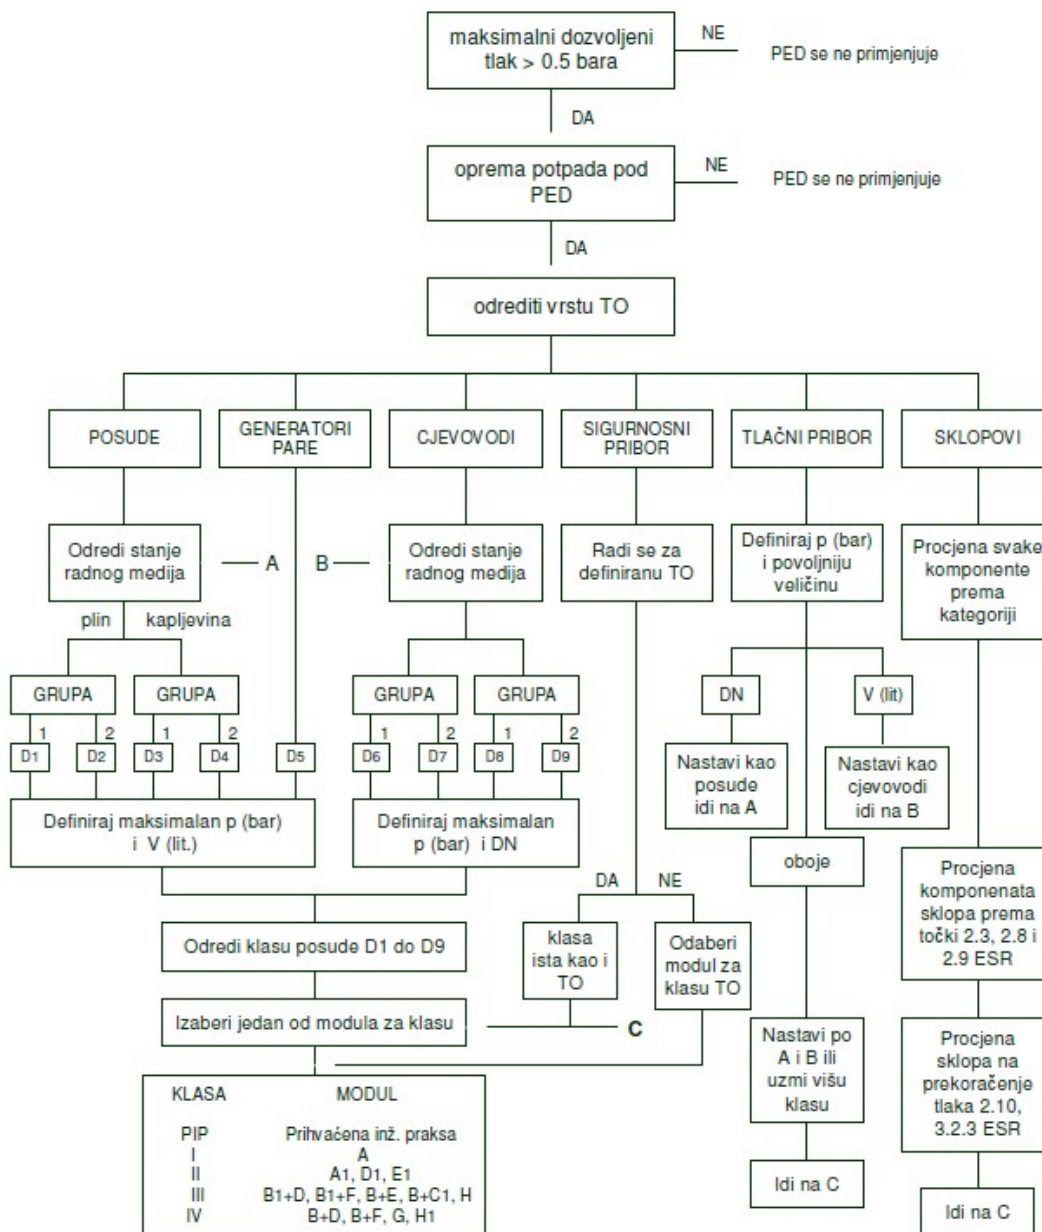 maksimalni dozvoljeni
tlak > 0.5 bara
NE
PED se ne primjenjuje
DA
oprema potpada pod
PED
NE
PED se ne primjenjuje
DA
odrediti vrstu TO
POSUDE
GENERATORI
PARE
CJEVOVODI
SIGURNOSNI
PRIBOR
TLAČNI PRIBOR
SKLOPOVI
Odredi stanje
radnog medija
A
B
Odredi stanje
radnog medija
Radi se za
definiranu TO
Definiraj p (bar)
i povoljniju
veličinu
Procjena svake
komponente
prema
kategoriji
plin
kapljevina
GRUPA
GRUPA
GRUPA
GRUPA
DN
V (lit)
1
2
1
2
1
2
1
2
D1
D2
D3
D4
D5
D6
D7
D8
D9
Nastavi kao
posude
idi na A
Nastavi kao
cjevovodi
idi na B
Definiraj maksimalan p (bar)
i V (lit.)
Definiraj maksimalan
p (bar) i DN
oboje
DA
NE
Procjena
komponenata
sklopa prema
točki 2.3, 2.8 i
2.9 ESR
Odredi klasu posude D1 do D9
klasa
ista kao i
TO
Odaberi
modul za
klasu TO
Izaberi jedan od modula za klasu
C
Nastavi po
A i B ili
uzmi višu
klasu
Procjena
sklopa na
prekoračenje
tlaka 2.10,
3.2.3 ESR
KLASA MODUL
PIP Prihvaćena inž. praksa
I A
II A1, D1, E1
III B1+D, B1+F, B+E, B+C1, H
IV B+D, B+F, G, H1
Idi na C
Idi na C